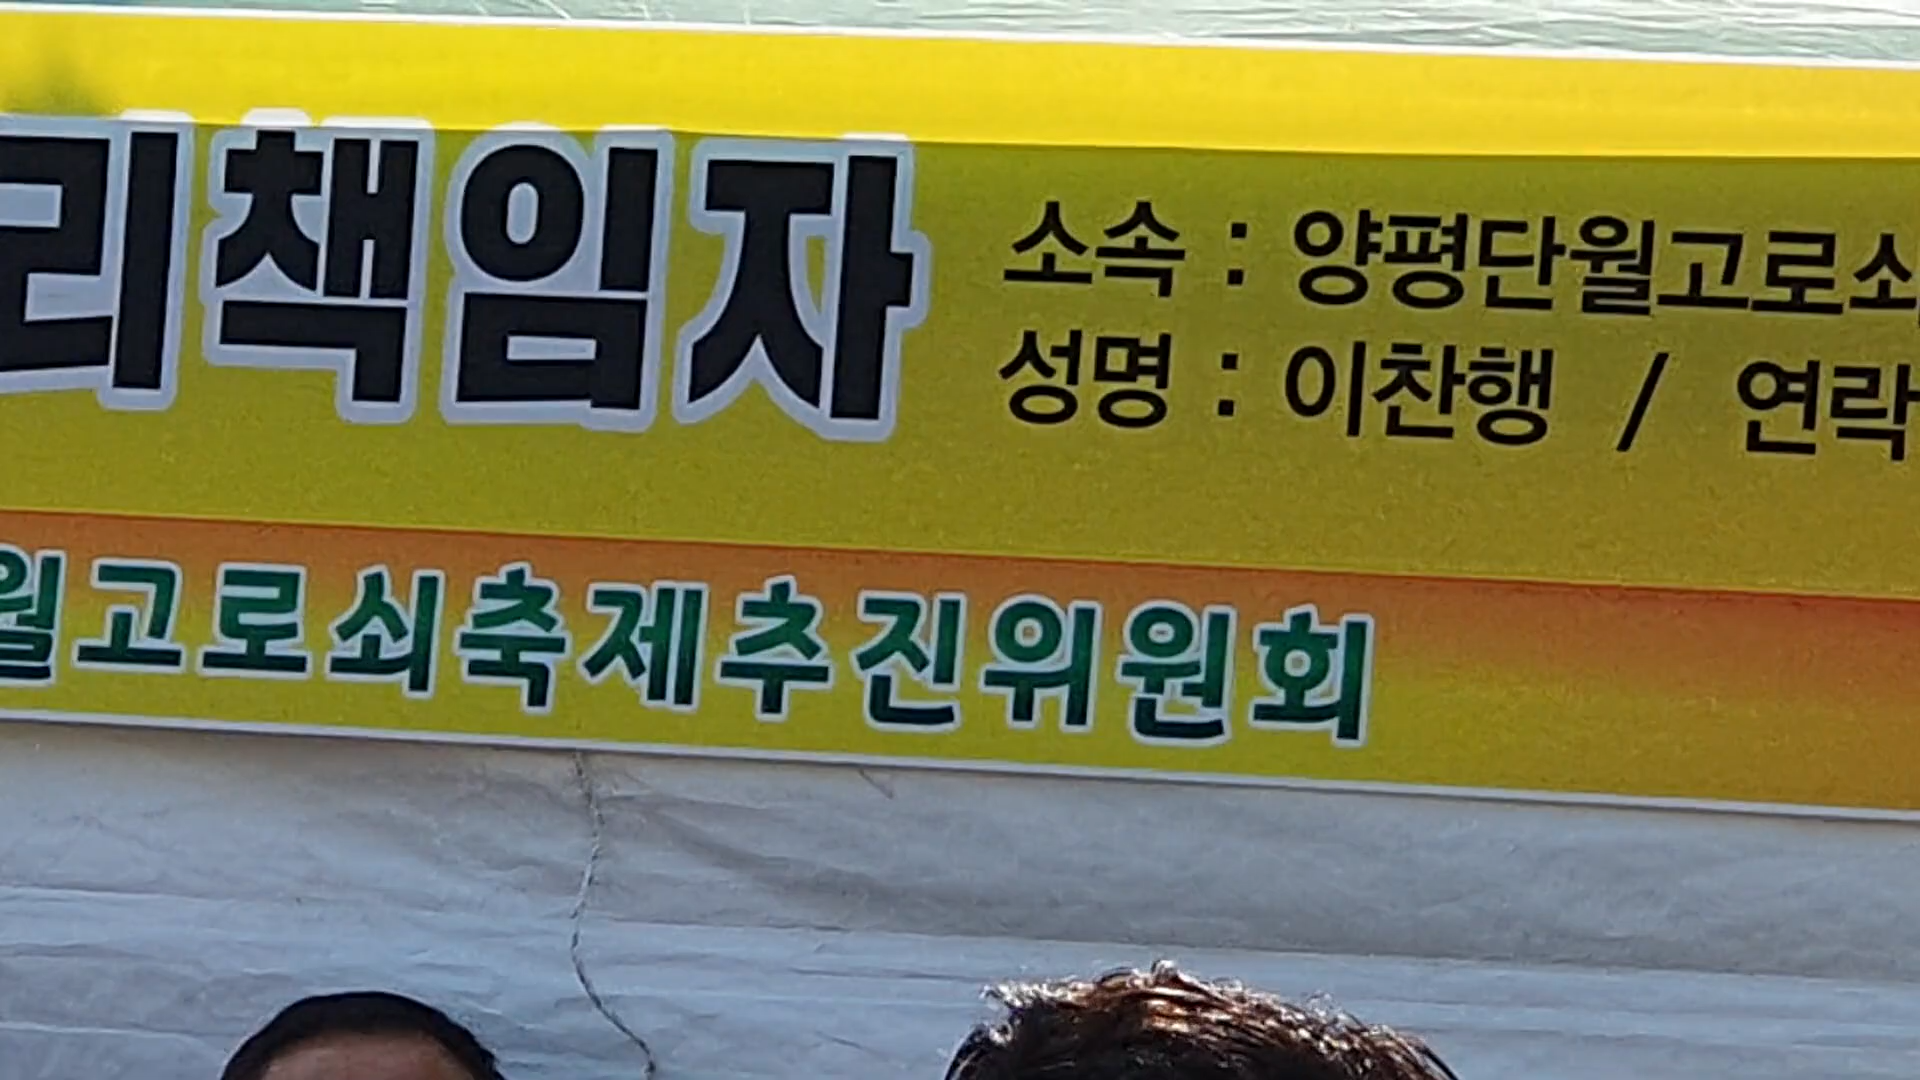 리책임자
소속 : 양평단월고로쇠
성명 : 이찬행 / 연락
월고로쇠축제추진위원회